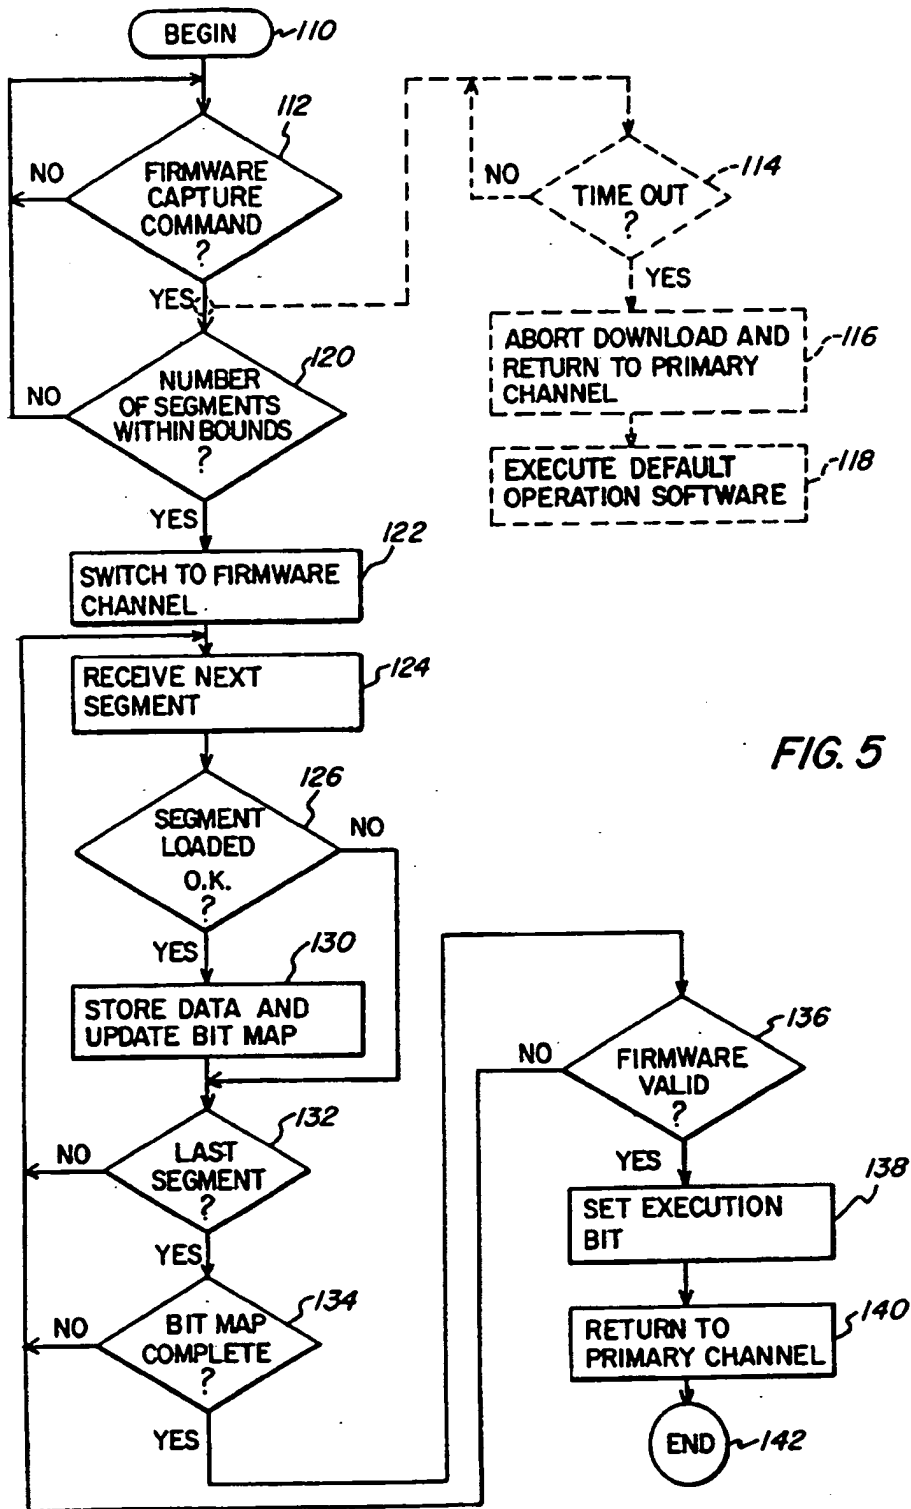 BEGIN
110
112
FIRMWARE
CAPTURE
COMMAND
?
NO
YES
TIME OUT
?
114
NO
YES
ABORT DOWNLOAD AND
RETURN TO PRIMARY
CHANNEL
116
EXECUTE DEFAULT
OPERATION SOFTWARE
118
120
NUMBER
OF SEGMENTS
WITHIN BOUNDS
?
NO
YES
122
SWITCH TO FIRMWARE
CHANNEL
RECEIVE NEXT
SEGMENT
124
FIG. 5
126
SEGMENT
LOADED
O.K.
?
NO
YES
130
STORE DATA AND
UPDATE BIT MAP
132
LAST
SEGMENT
?
NO
YES
134
BIT MAP
COMPLETE
?
NO
YES
136
FIRMWARE
VALID
?
NO
YES
138
SET EXECUTION
BIT
140
RETURN TO
PRIMARY CHANNEL
END
142